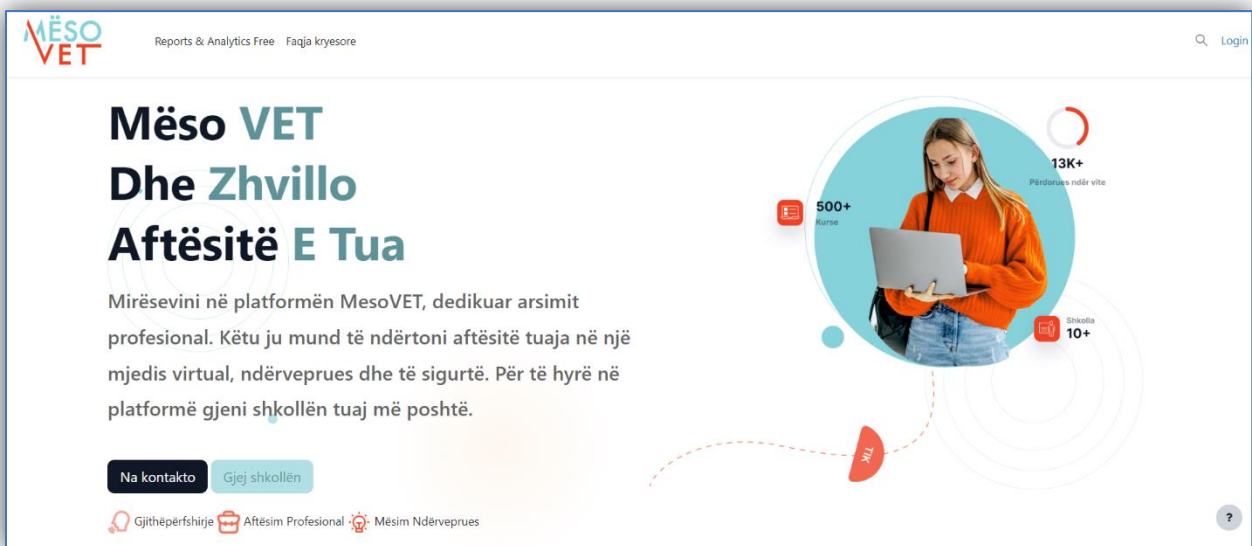 MËSO
VET
Reports & Analytics Free Faqja kryesore
Login
Mëso VET
Dhe Zhvillo
Aftësitë E Tua
Mirësevini në platformën MesoVET, dedikuar arsimit
profesional. Këtu ju mund të ndërtoni aftësitë tuaja në një
mjedis virtual, ndërveprues dhe të sigurtë. Për të hyrë në
platformë gjeni shkollën tuaj më poshtë.
Na kontakto Gjej shkollën
Gjithëpërfshirje Aftësim Profesional Mësim Ndërveprues
13K+
Përdorues ndër vite
500+
Kurse
Shkolla
10+
TIK
?